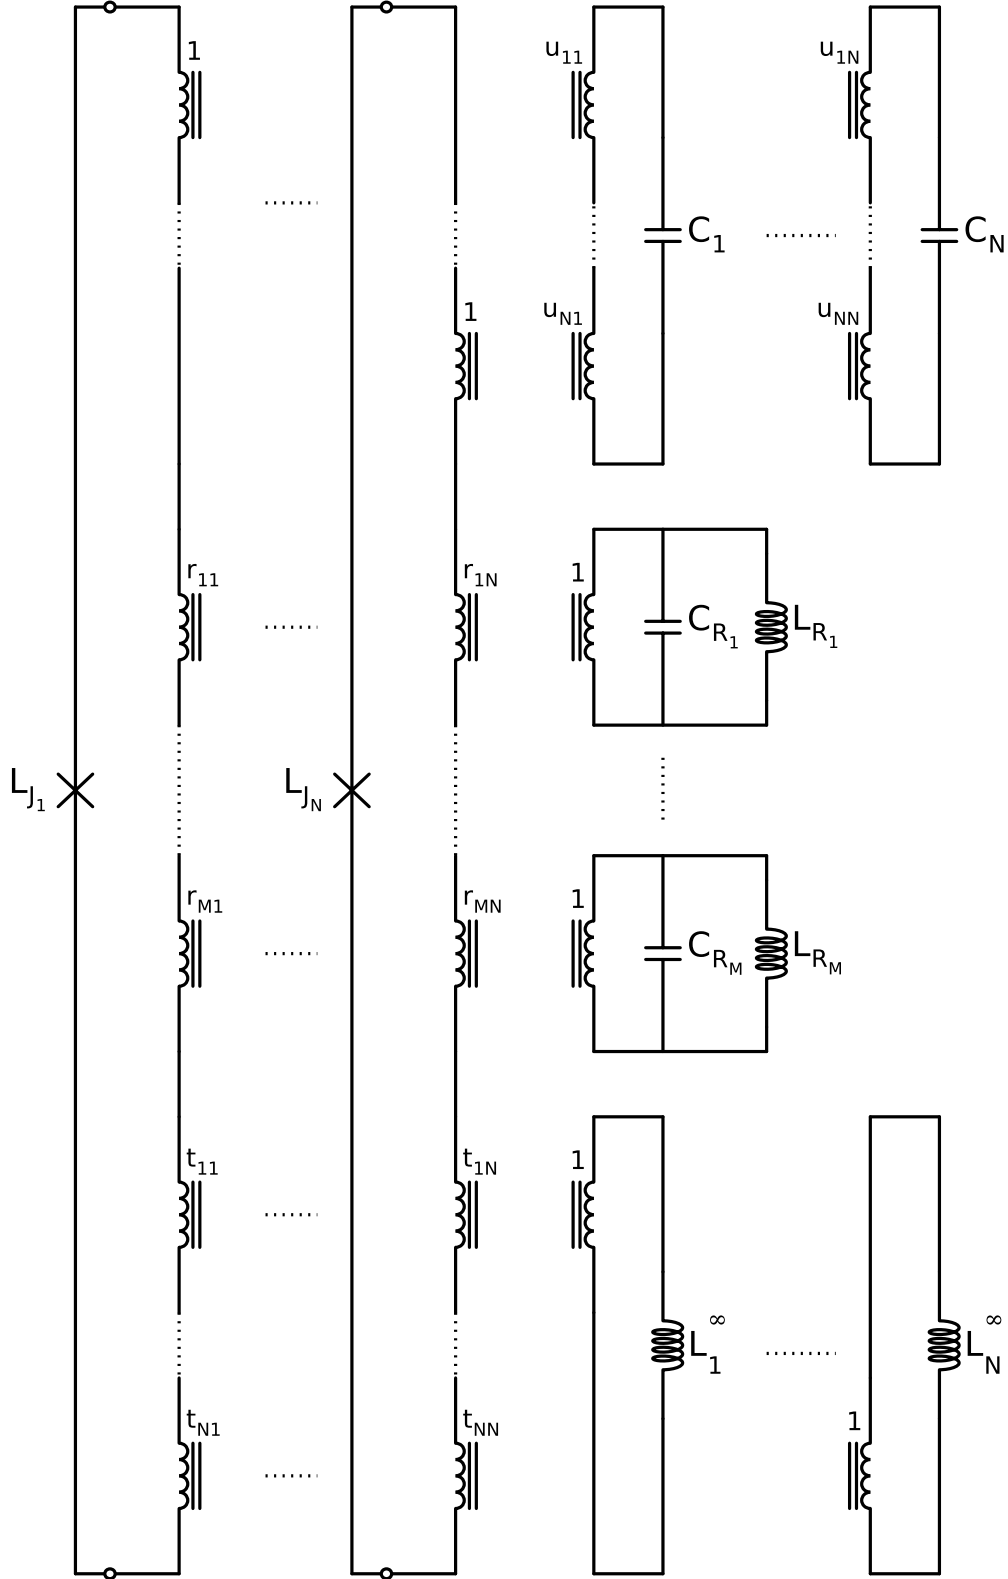 1
u11
u1N
C1
CN
1
uN1
uNN
r11
r1N
1
CR1
LR1
LJ1
LJN
rM1
rMN
1
CRM
LRM
t11
t1N
1
L1∞
LN∞
tN1
tNN
1